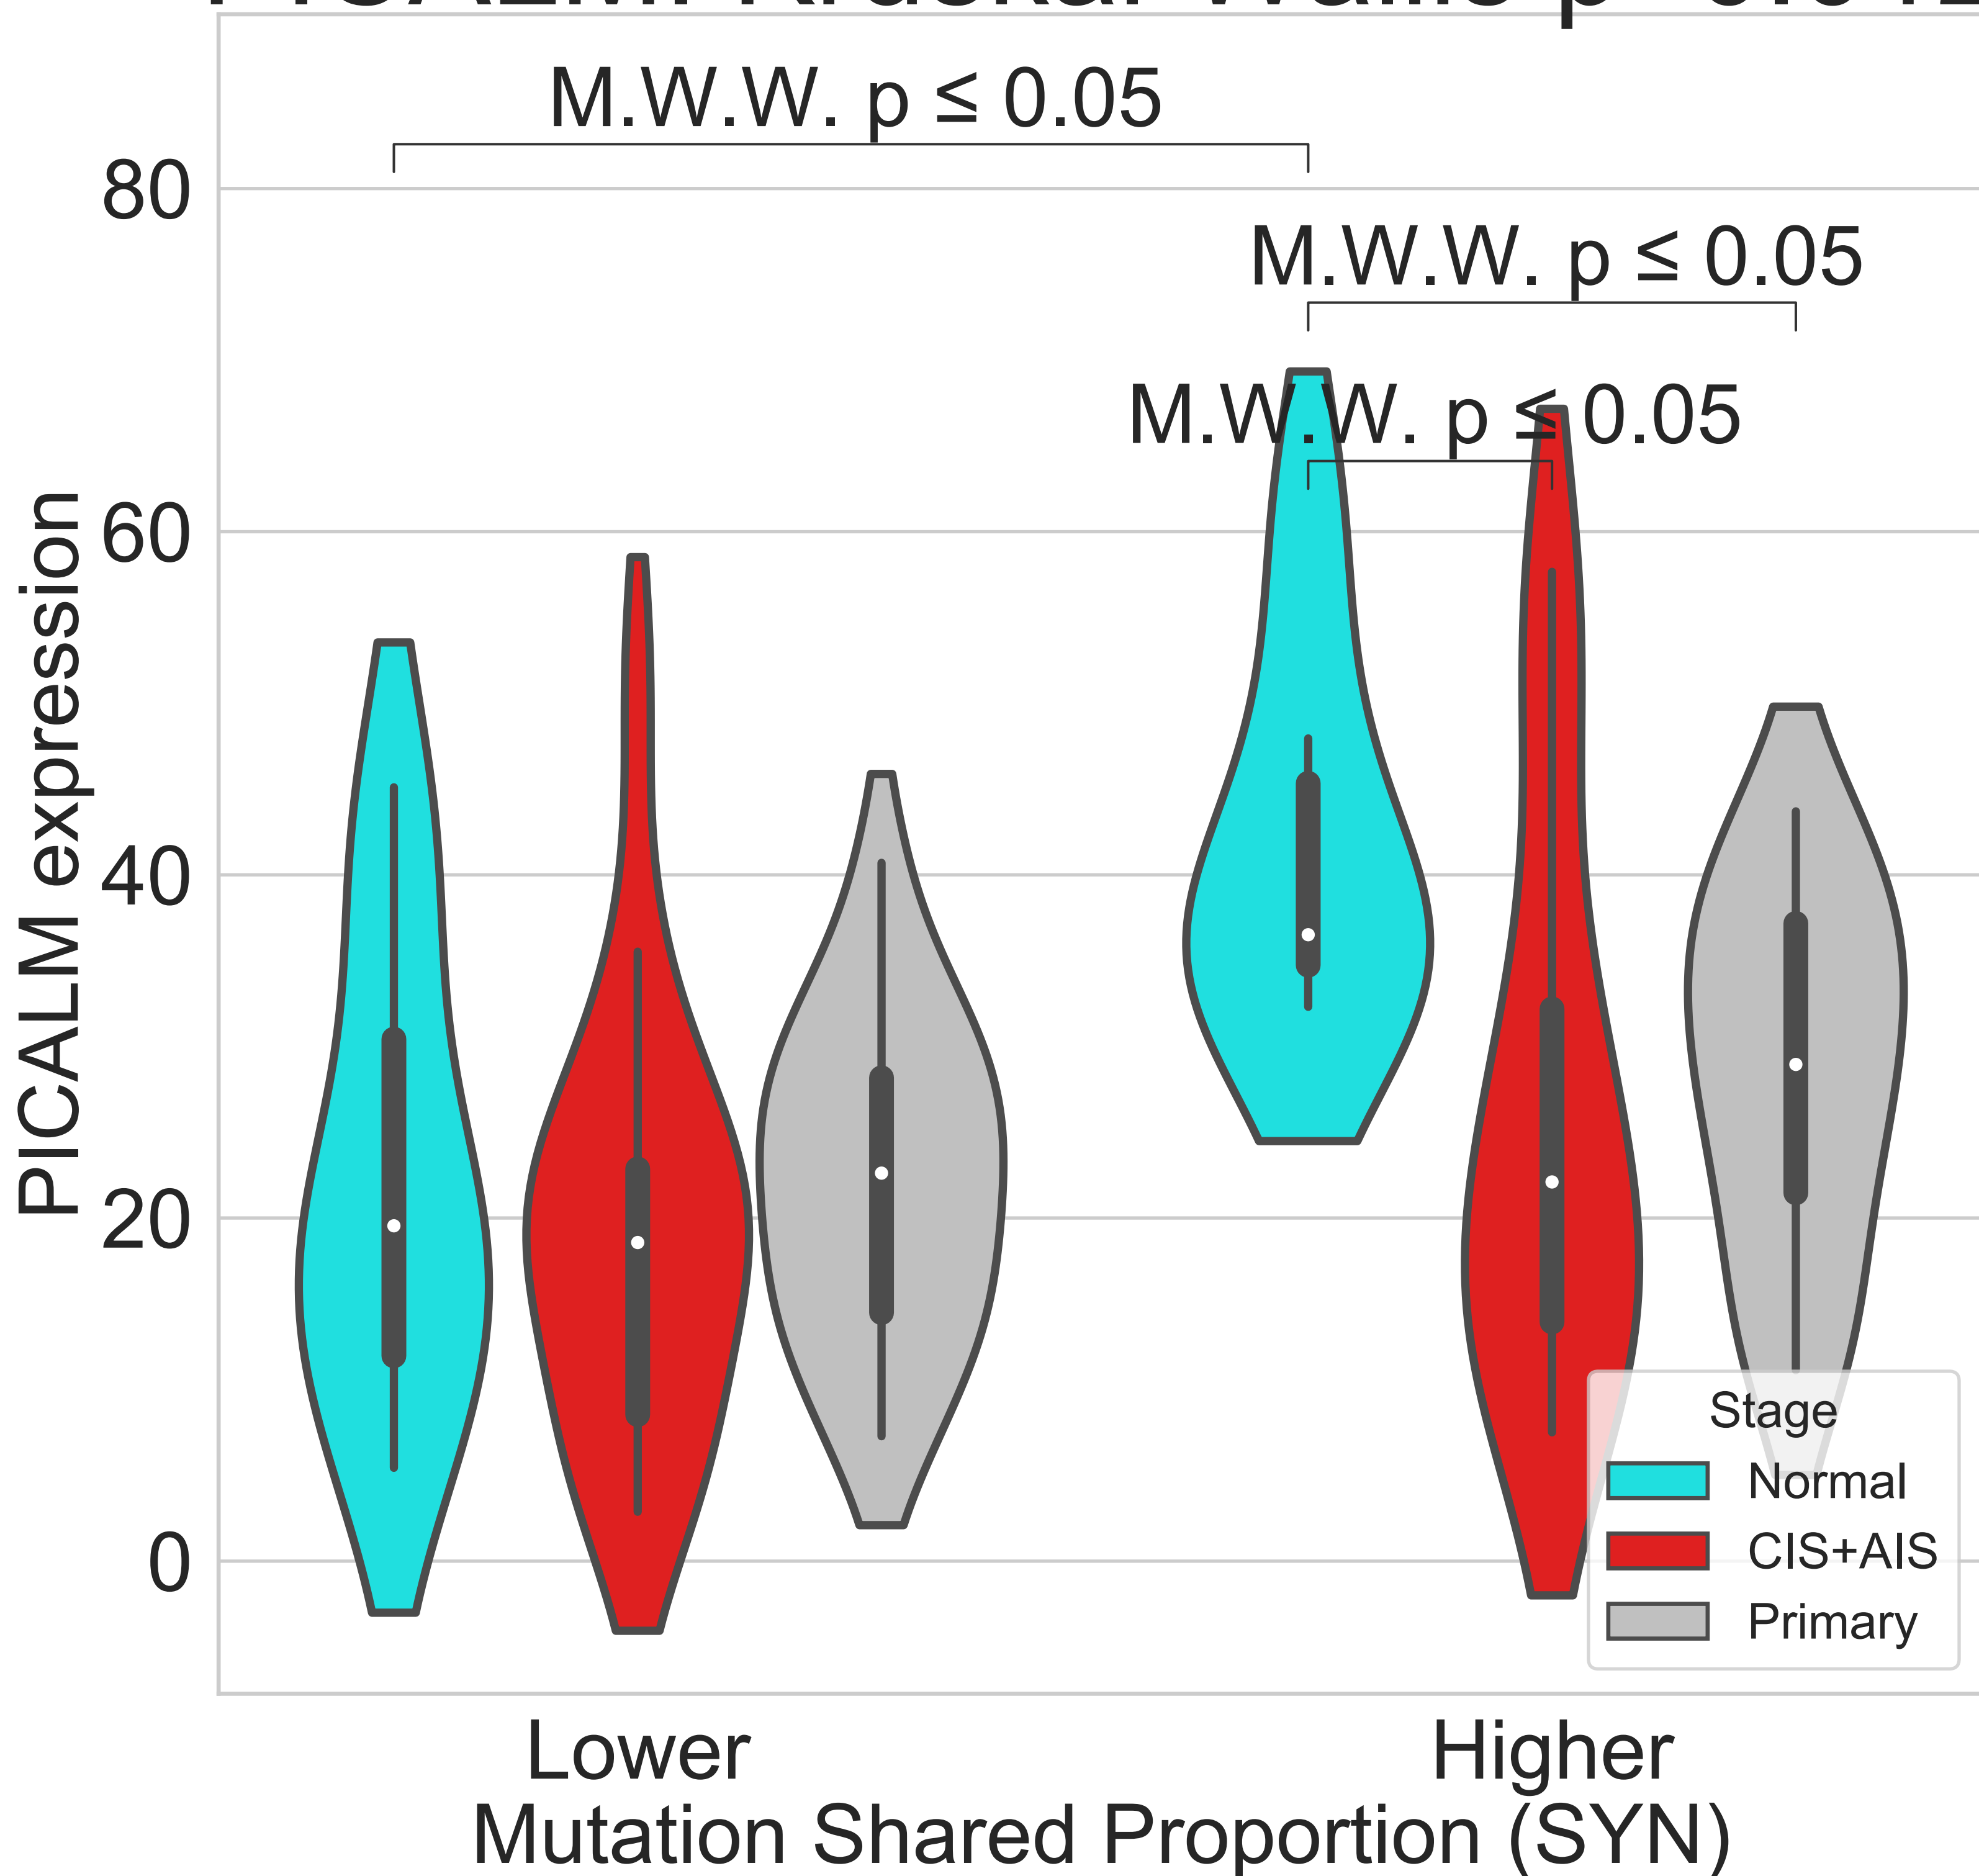 M.W.W. p ≤ 0.05
80
M.W.W. p ≤ 0.05
M.W.W. p ≤ 0.05
60
40
20
0
PICALM expression
Stage
Normal
CIS+AIS
Primary
Lower
Higher
Mutation Shared Proportion (SYN)